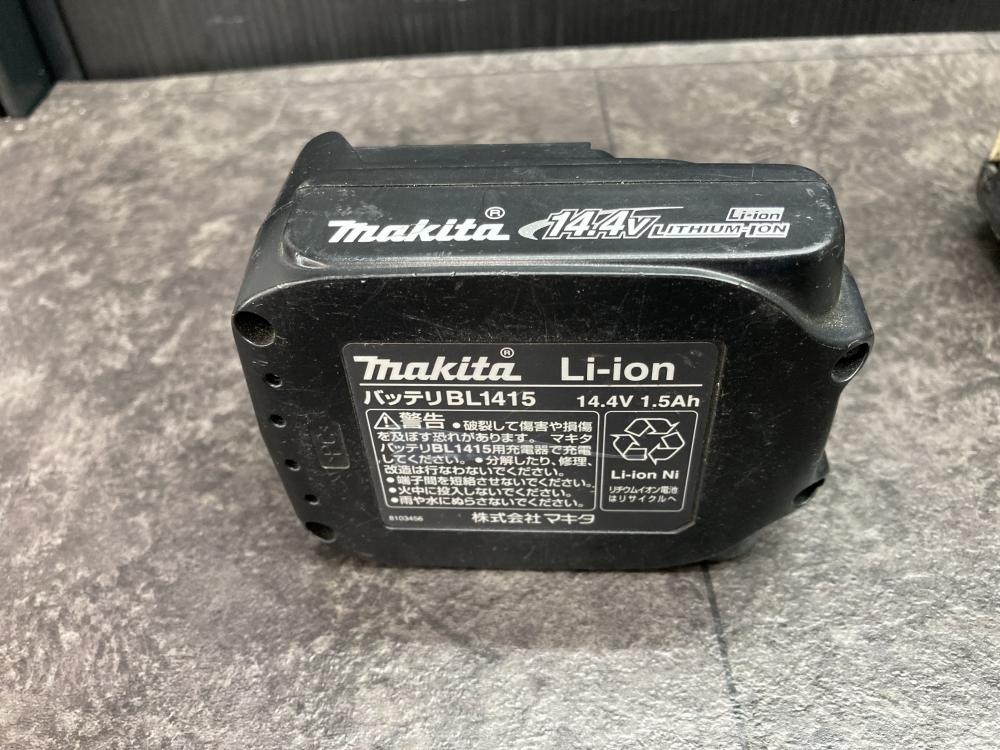 makita® 14.4V Li-ion LITHIUM-ION
makita® Li-ion
バッテリBL1415 14.4V 1.5Ah
警告 ●破裂して傷害や損傷
を及ぼす恐れがあります。 マキタ
バッテリBL1415用充電器で充電
してください。●分解したり、修理、
改造は行なわないでください。
●端子間を短絡させないでください。
●火中に投入しないでください。
●雨や水にぬらさないでください。
Li-ion Ni
リチウムイオン電池
はリサイクルへ
8103456 株式会社 マキタ